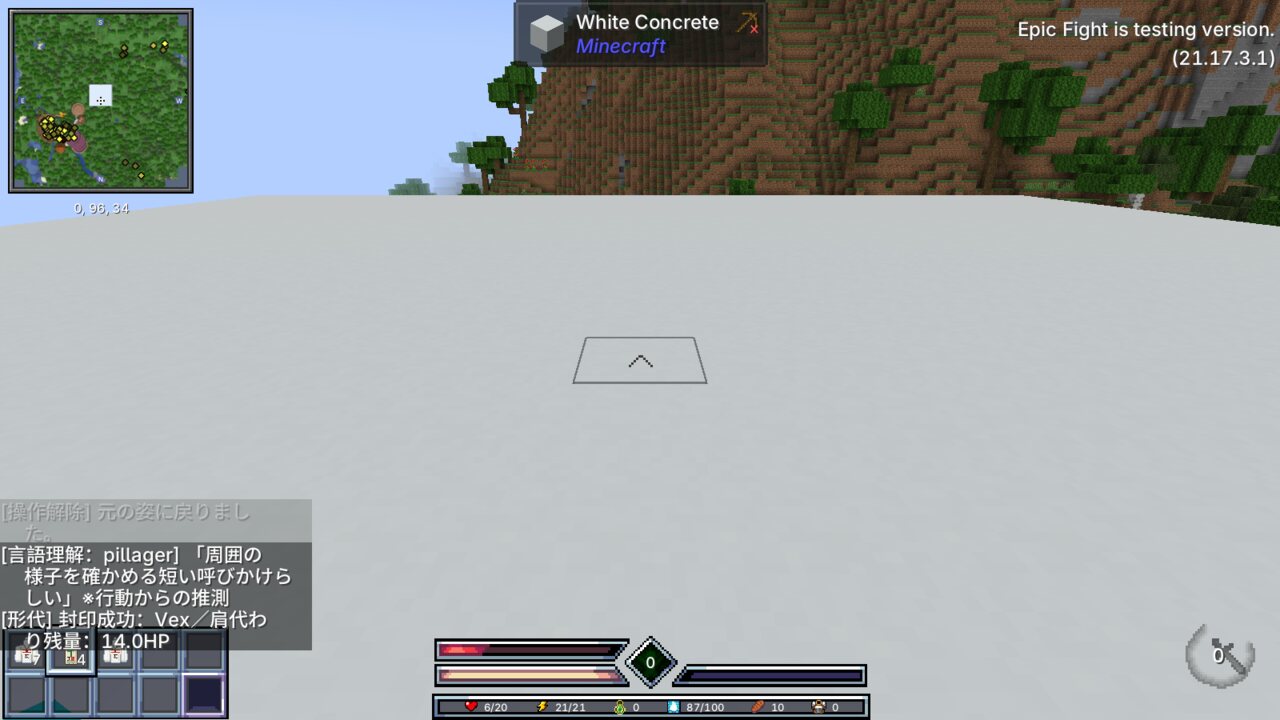 White Concrete
Minecraft
Epic Fight is testing version.
(21.17.3.1)
S
E
W
N
0, 96, 34
[操作解除] 元の姿に戻りまし
た。
[言語理解: pillager] 「周囲の
様子を確かめる短い呼びかけら
しい」※行動からの推測
[形代] 封印成功: Vex／肩代わ
り残量: 14.0HP
7
4
0
6/20
21/21
0
87/100
10
0
0